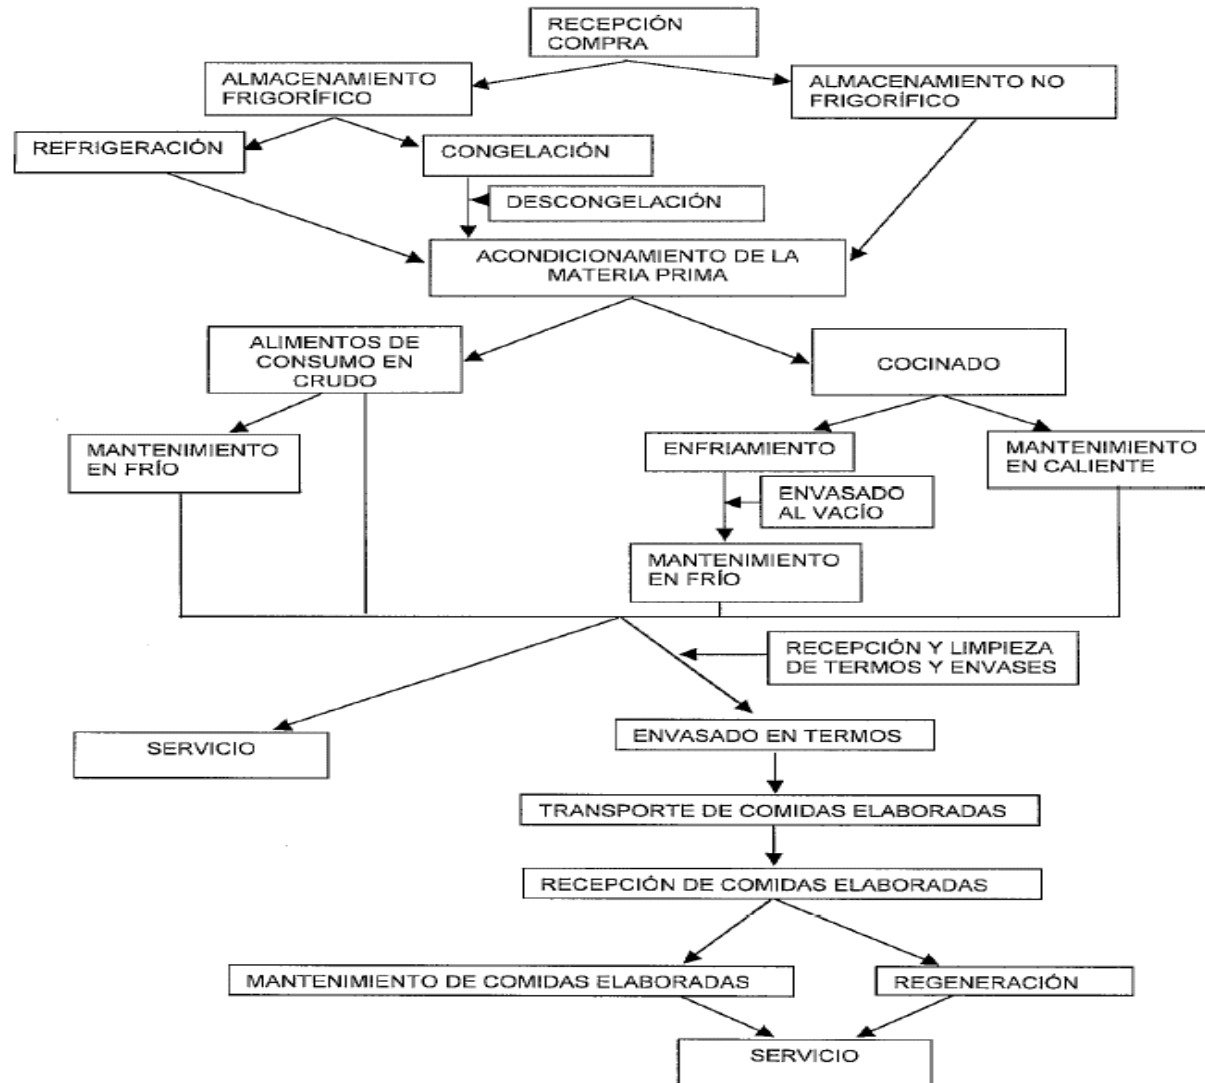 RECEPCIÓN
COMPRA
ALMACENAMIENTO
FRIGORÍFICO
ALMACENAMIENTO NO
FRIGORÍFICO
REFRIGERACIÓN
CONGELACIÓN
DESCONGELACIÓN
ACONDICIONAMIENTO DE LA
MATERIA PRIMA
ALIMENTOS DE
CONSUMO EN
CRUDO
COCINADO
MANTENIMIENTO
EN FRÍO
ENFRIAMIENTO
MANTENIMIENTO
EN CALIENTE
ENVASADO
AL VACÍO
MANTENIMIENTO
EN FRÍO
RECEPCIÓN Y LIMPIEZA
DE TERMOS Y ENVASES
SERVICIO
ENVASADO EN TERMOS
TRANSPORTE DE COMIDAS ELABORADAS
RECEPCIÓN DE COMIDAS ELABORADAS
MANTENIMIENTO DE COMIDAS ELABORADAS
REGENERACIÓN
SERVICIO